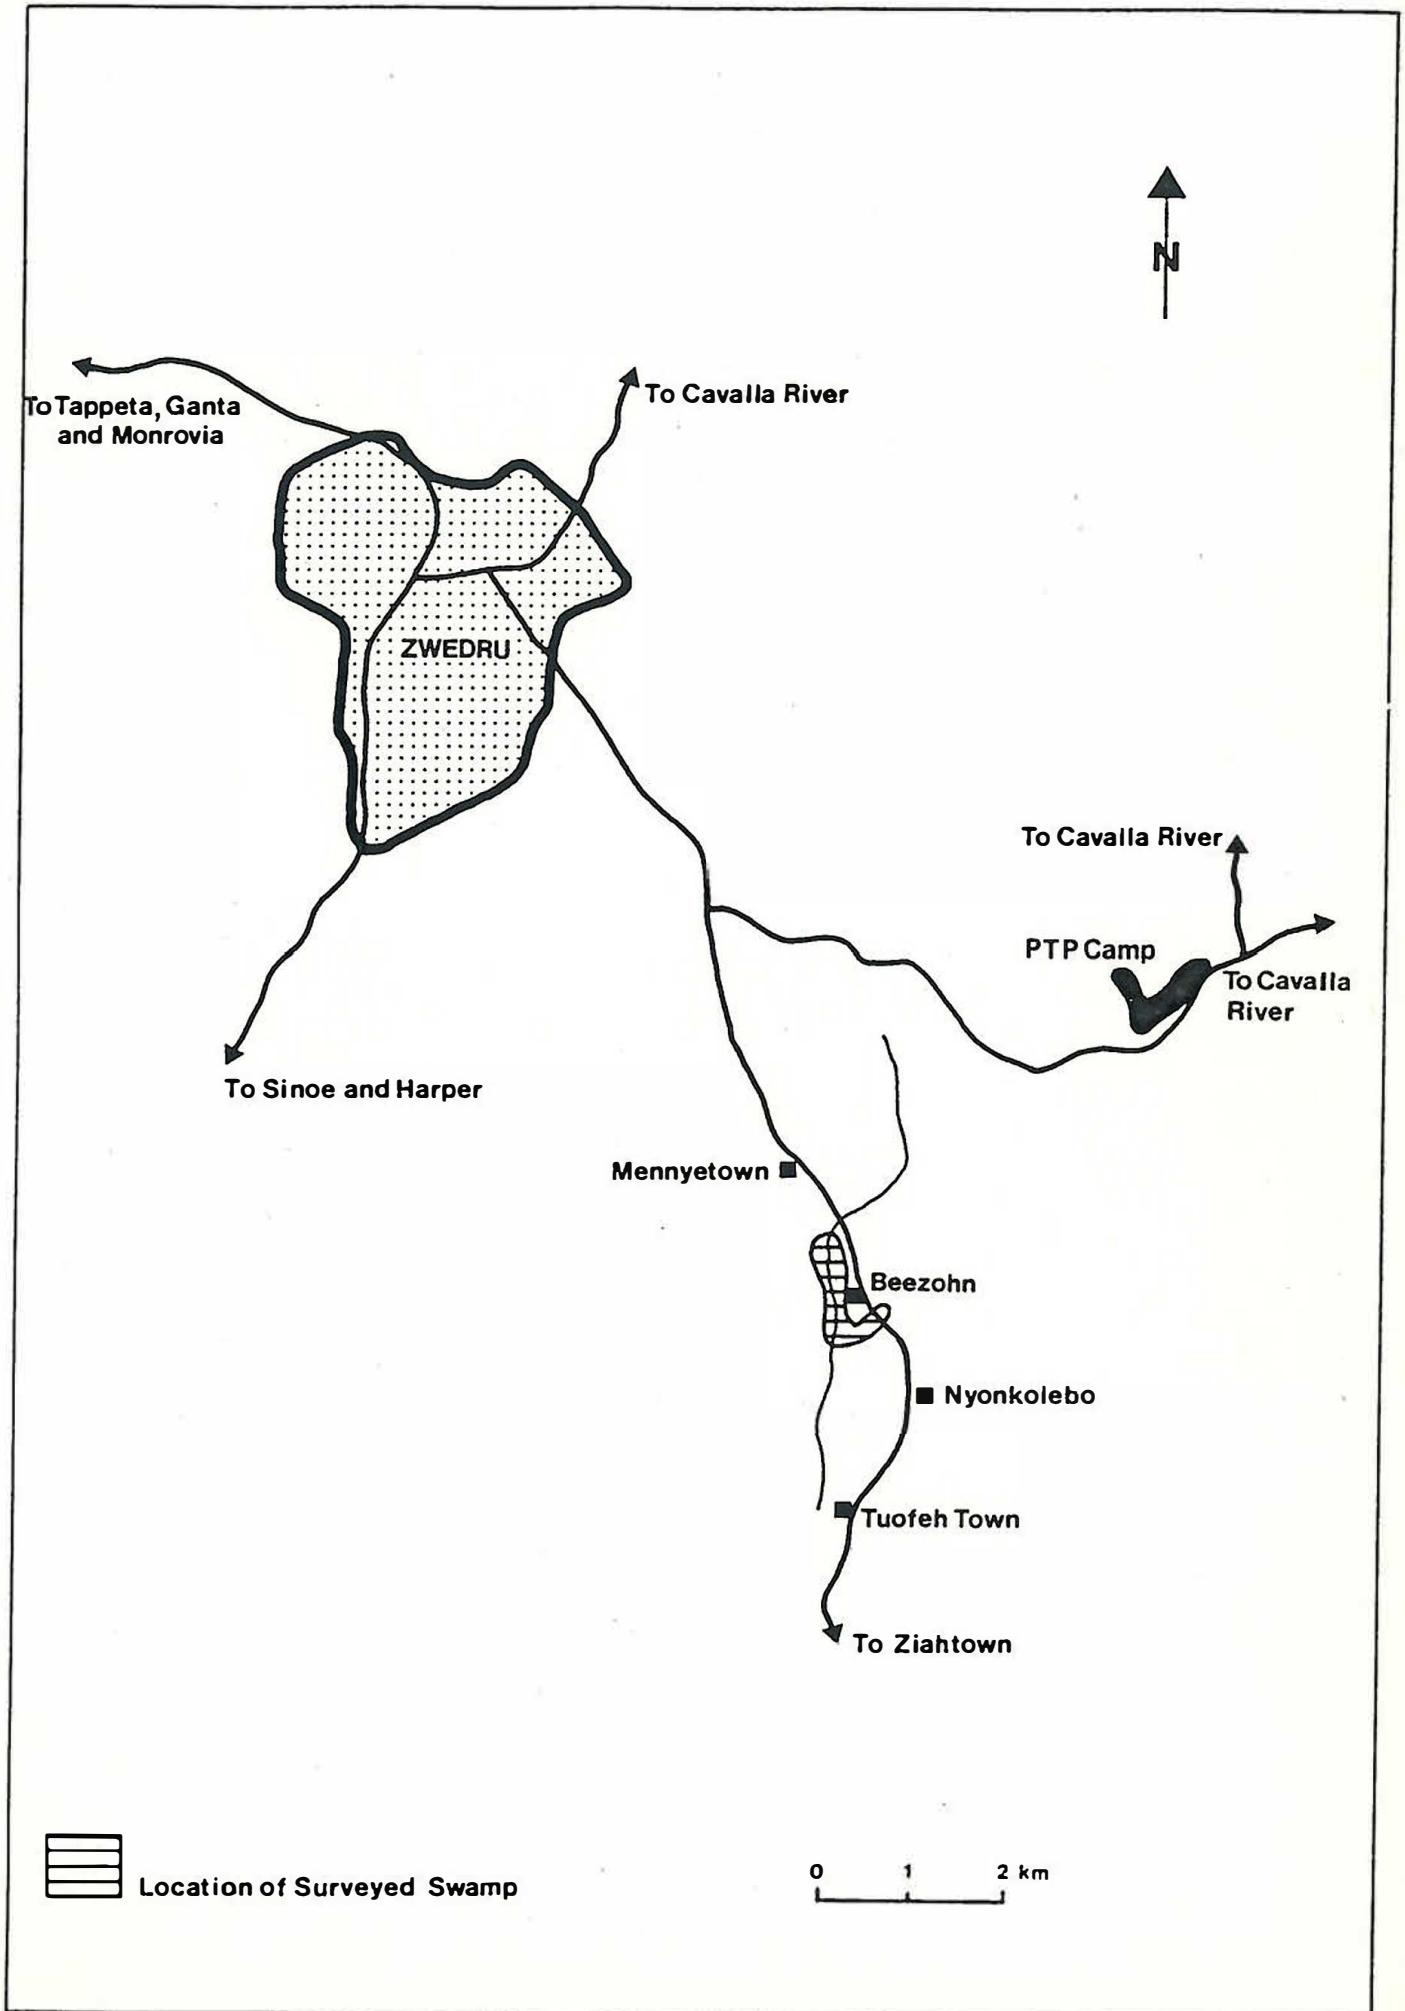 N
To Tappeta, Ganta
and Monrovia
To Cavalla River
ZWEDRU
To Cavalla River
PTP Camp
To Cavalla
River
To Sinoe and Harper
Mennyetown
Beezohn
Nyonkolebo
Tuofeh Town
To Ziahtown
0 1 2 km
Location of Surveyed Swamp